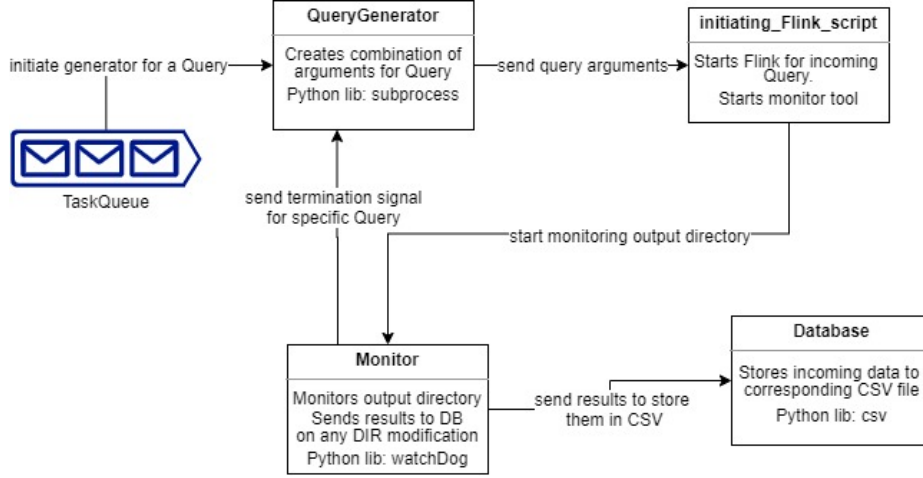 QueryGenerator
Creates combination of
arguments for Query
Python lib: subprocess
initiating_Flink_script
Starts Flink for incoming
Query.
Starts monitor tool
initiate generator for a Query
send query arguments
TaskQueue
send termination signal
for specific Query
start monitoring output directory
Monitor
Monitors output directory
Sends results to DB
on any DIR modification
Python lib: watchDog
send results to store
them in CSV
Database
Stores incoming data to
corresponding CSV file
Python lib: csv